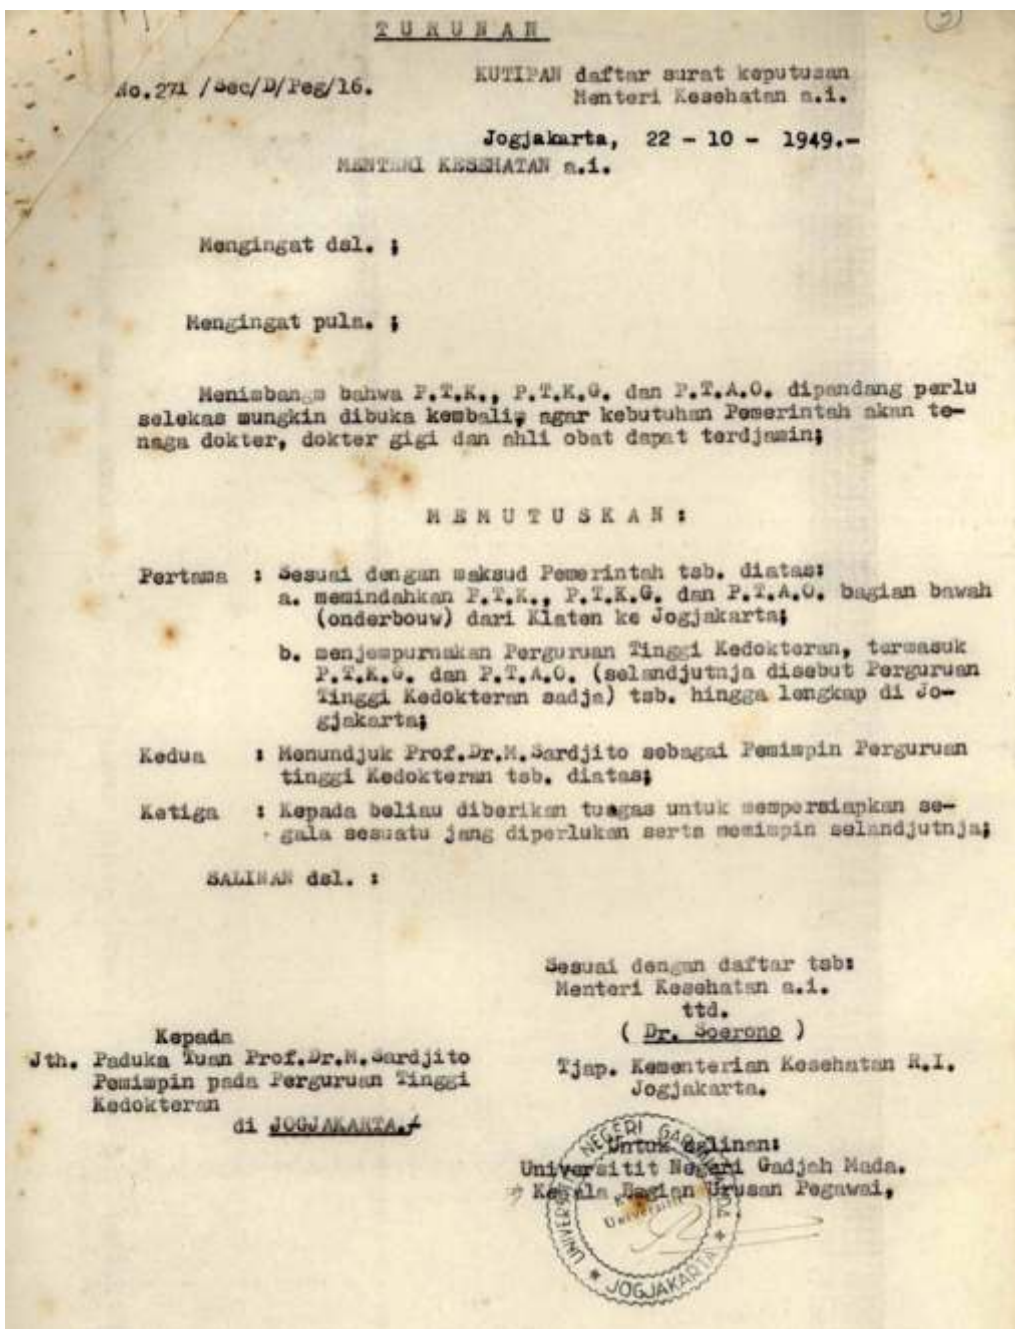 T U R U N A N
(3)
No.271 /Sec/D/Peg/16.
KUTIPAN daftar surat keputusan
Menteri Kesehatan a.i.
Jogjakarta, 22 - 10 - 1949.-
MENTERI KESEHATAN a.i.
Mengingat dsl. ;
Mengingat pula. ;
Menimbang: bahwa P.T.K., P.T.K.G. dan P.T.A.O. dipandang perlu
selekas mungkin dibuka kembali, agar kebutuhan Pemerintah akan te-
naga dokter, dokter gigi dan ahli obat dapat terdjamin;
M E M U T U S K A N :
Pertama : Sesuai dengan maksud Pemerintah tsb. diatas:
a. memindahkan P.T.K., P.T.K.G. dan P.T.A.O. bagian bawah
(onderbouw) dari Klaten ke Jogjakarta;
b. menjempurnakan Perguruan Tinggi Kedokteran, termasuk
P.T.K.G. dan P.T.A.O. (selandjutnja disebut Perguruan
Tinggi Kedokteran sadja) tsb. hingga lengkap di Jo-
gjakarta;
Kedua : Menundjuk Prof.Dr.M.Sardjito sebagai Pemimpin Perguruan
tinggi Kedokteran tsb. diatas;
Ketiga : Kepada beliau diberikan tuagas untuk mempersiapkan se-
gala sesuatu jang diperlukan serta memimpin selandjutnja;
SALINAN dsl. :
Sesuai dengan daftar tsb:
Menteri Kesehatan a.i.
ttd.
( Dr. Soerono )
Tjap. Kementerian Kesehatan R.I.
Jogjakarta.
Kepada
Jth. Paduka Tuan Prof.Dr.M.Sardjito
Pemimpin pada Perguruan Tinggi
Kedokteran
di JOGJAKARTA.
Untuk salinan:
Universitit Negeri Gadjah Mada.
Kepala Bagian Urusan Pegawai,
UNIVERSITIT NEGERI GADJAH MADA * JOGJAKARTA *